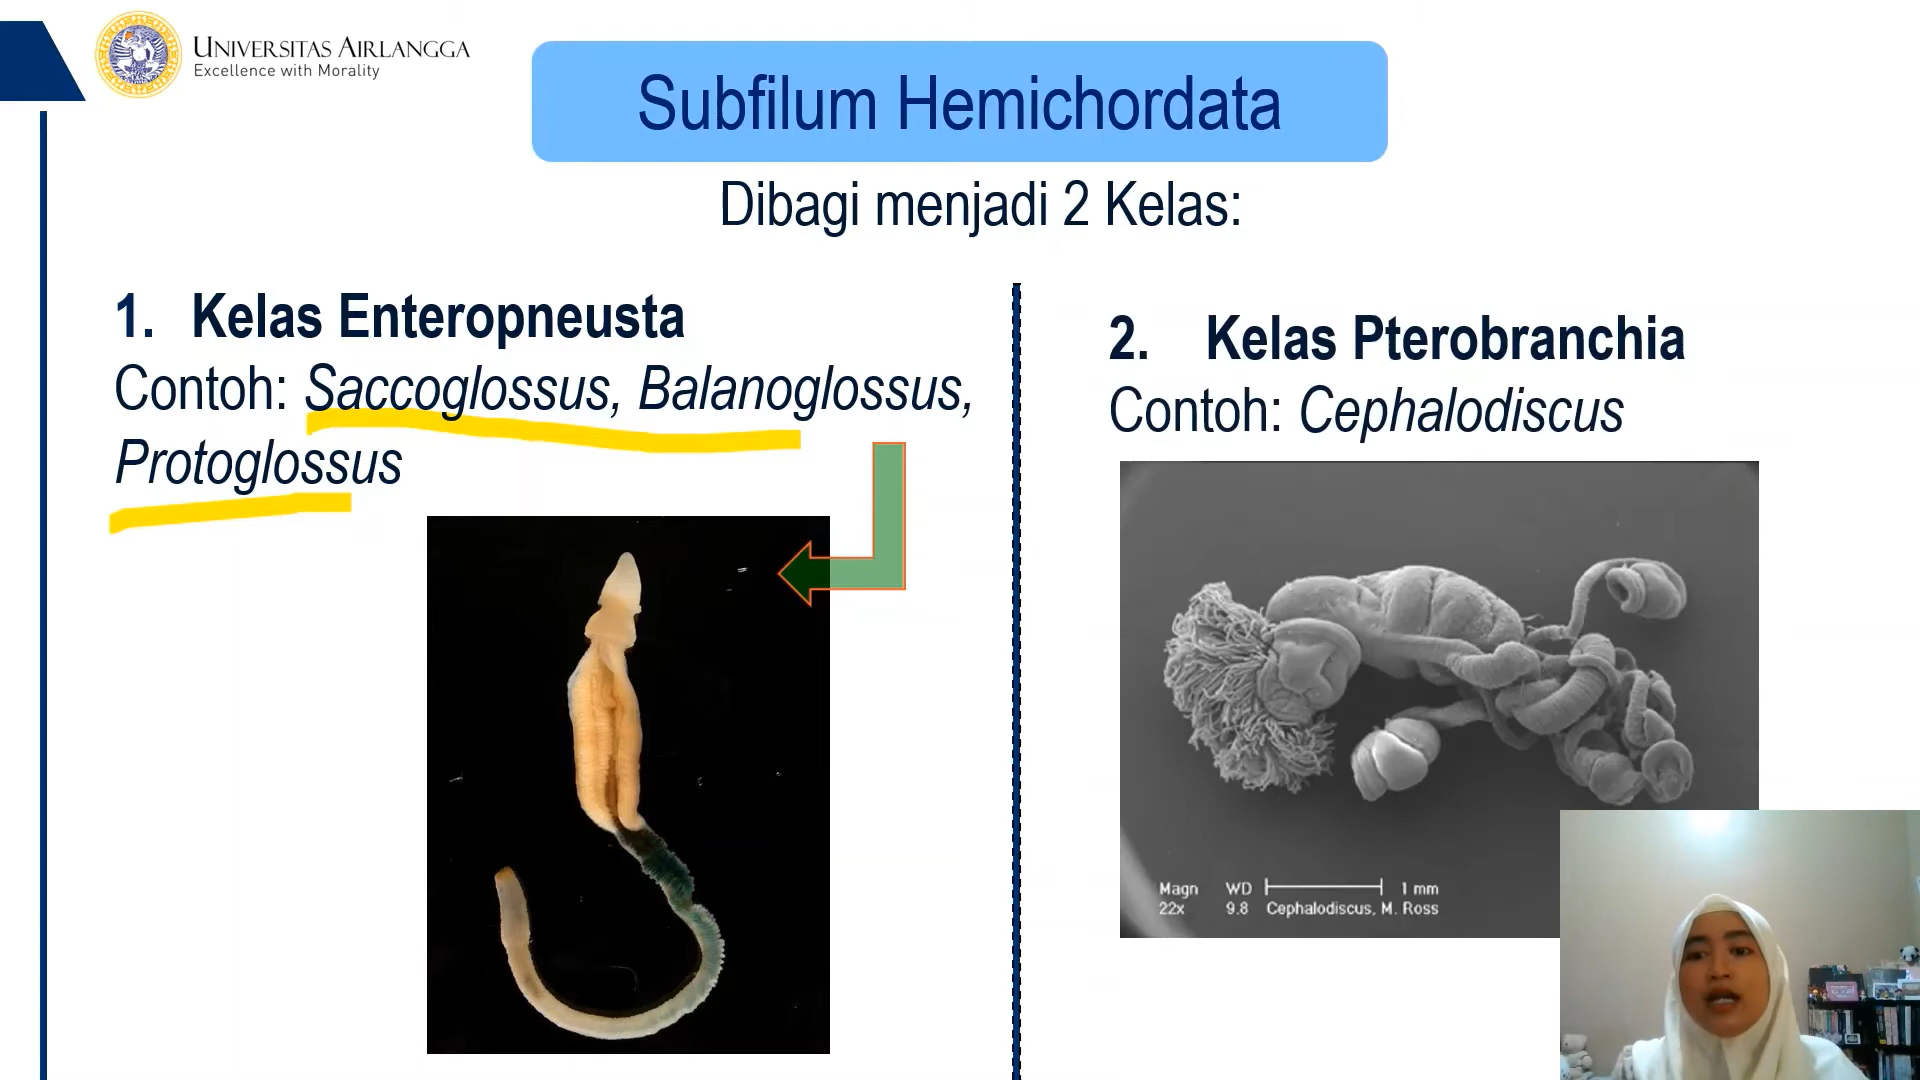 UNIVERSITAS AIRLANGGA
Excellence with Morality
Subfilum Hemichordata
Dibagi menjadi 2 Kelas:
1. Kelas Enteropneusta
Contoh: Saccoglossus, Balanoglossus,
Protoglossus
2. Kelas Pterobranchia
Contoh: Cephalodiscus
Magn WD 1 mm
22x 9.8 Cephalodiscus, M. Ross